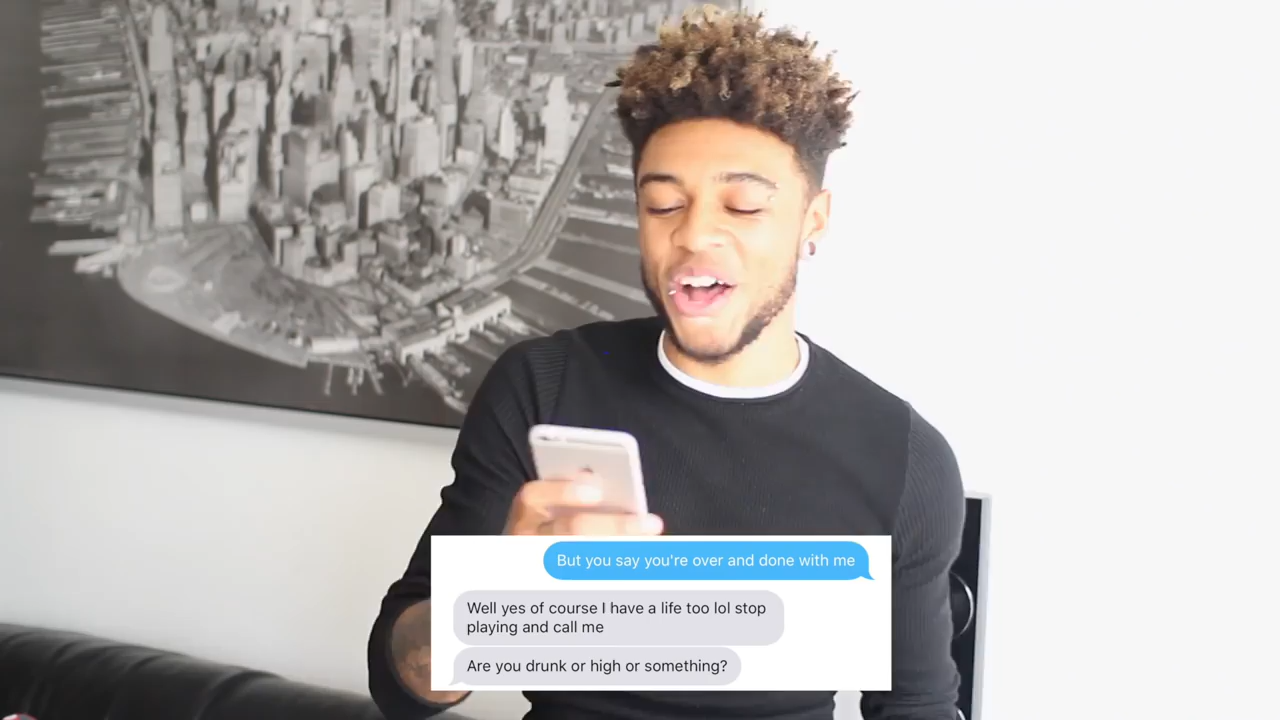 But you say you're over and done with me
Well yes of course I have a life too lol stop
playing and call me
Are you drunk or high or something?